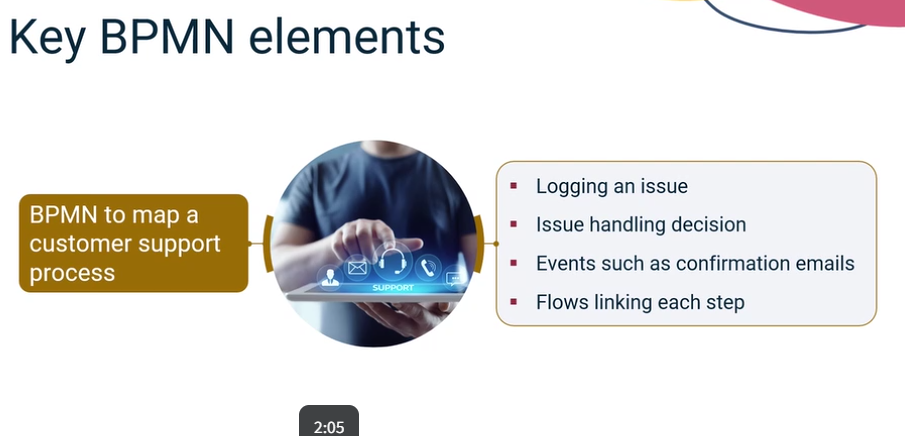 Key BPMN elements
BPMN to map a
customer support
process
SUPPORT
▪ Logging an issue
▪ Issue handling decision
▪ Events such as confirmation emails
▪ Flows linking each step
2:05